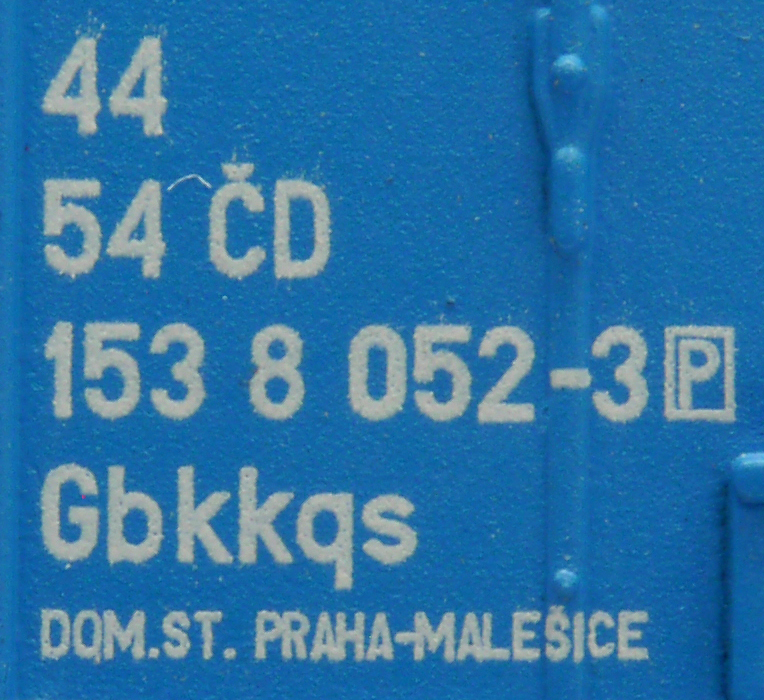 44
54 ČD
153 8 052-3 P
Gbkkqs
DOM.ST. PRAHA-MALEŠICE